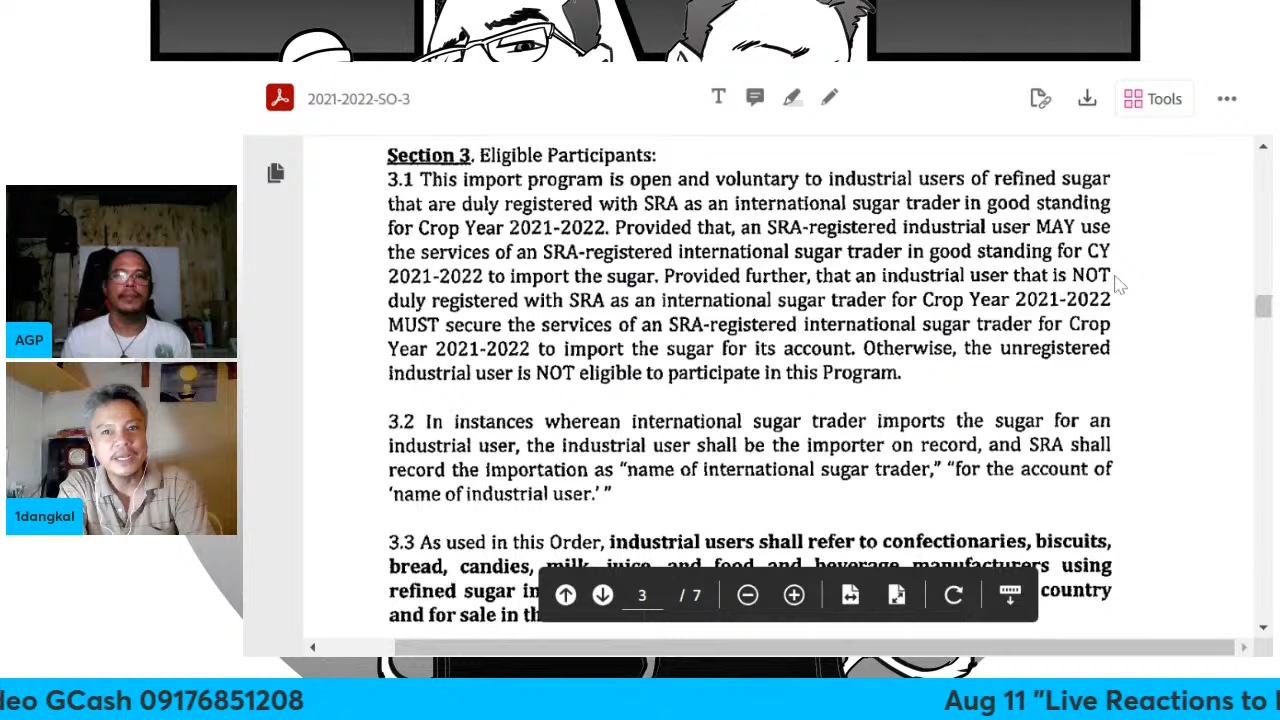 2021-2022-SO-3
Tools
Section 3. Eligible Participants:
3.1 This import program is open and voluntary to industrial users of refined sugar
that are duly registered with SRA as an international sugar trader in good standing
for Crop Year 2021-2022. Provided that, an SRA-registered industrial user MAY use
the services of an SRA-registered international sugar trader in good standing for CY
2021-2022 to import the sugar. Provided further, that an industrial user that is NOT
duly registered with SRA as an international sugar trader for Crop Year 2021-2022
MUST secure the services of an SRA-registered international sugar trader for Crop
Year 2021-2022 to import the sugar for its account. Otherwise, the unregistered
industrial user is NOT eligible to participate in this Program.
3.2 In instances wherean international sugar trader imports the sugar for an
industrial user, the industrial user shall be the importer on record, and SRA shall
record the importation as “name of international sugar trader,” “for the account of
‘name of industrial user.’ ”
3.3 As used in this Order, industrial users shall refer to confectionaries, biscuits,
bread, candies, milk, juice, and food and beverage manufacturers using
refined sugar in country
and for sale in th
3 / 7
AGP
1dangkal
deo GCash 09176851208
Aug 11 "Live Reactions to